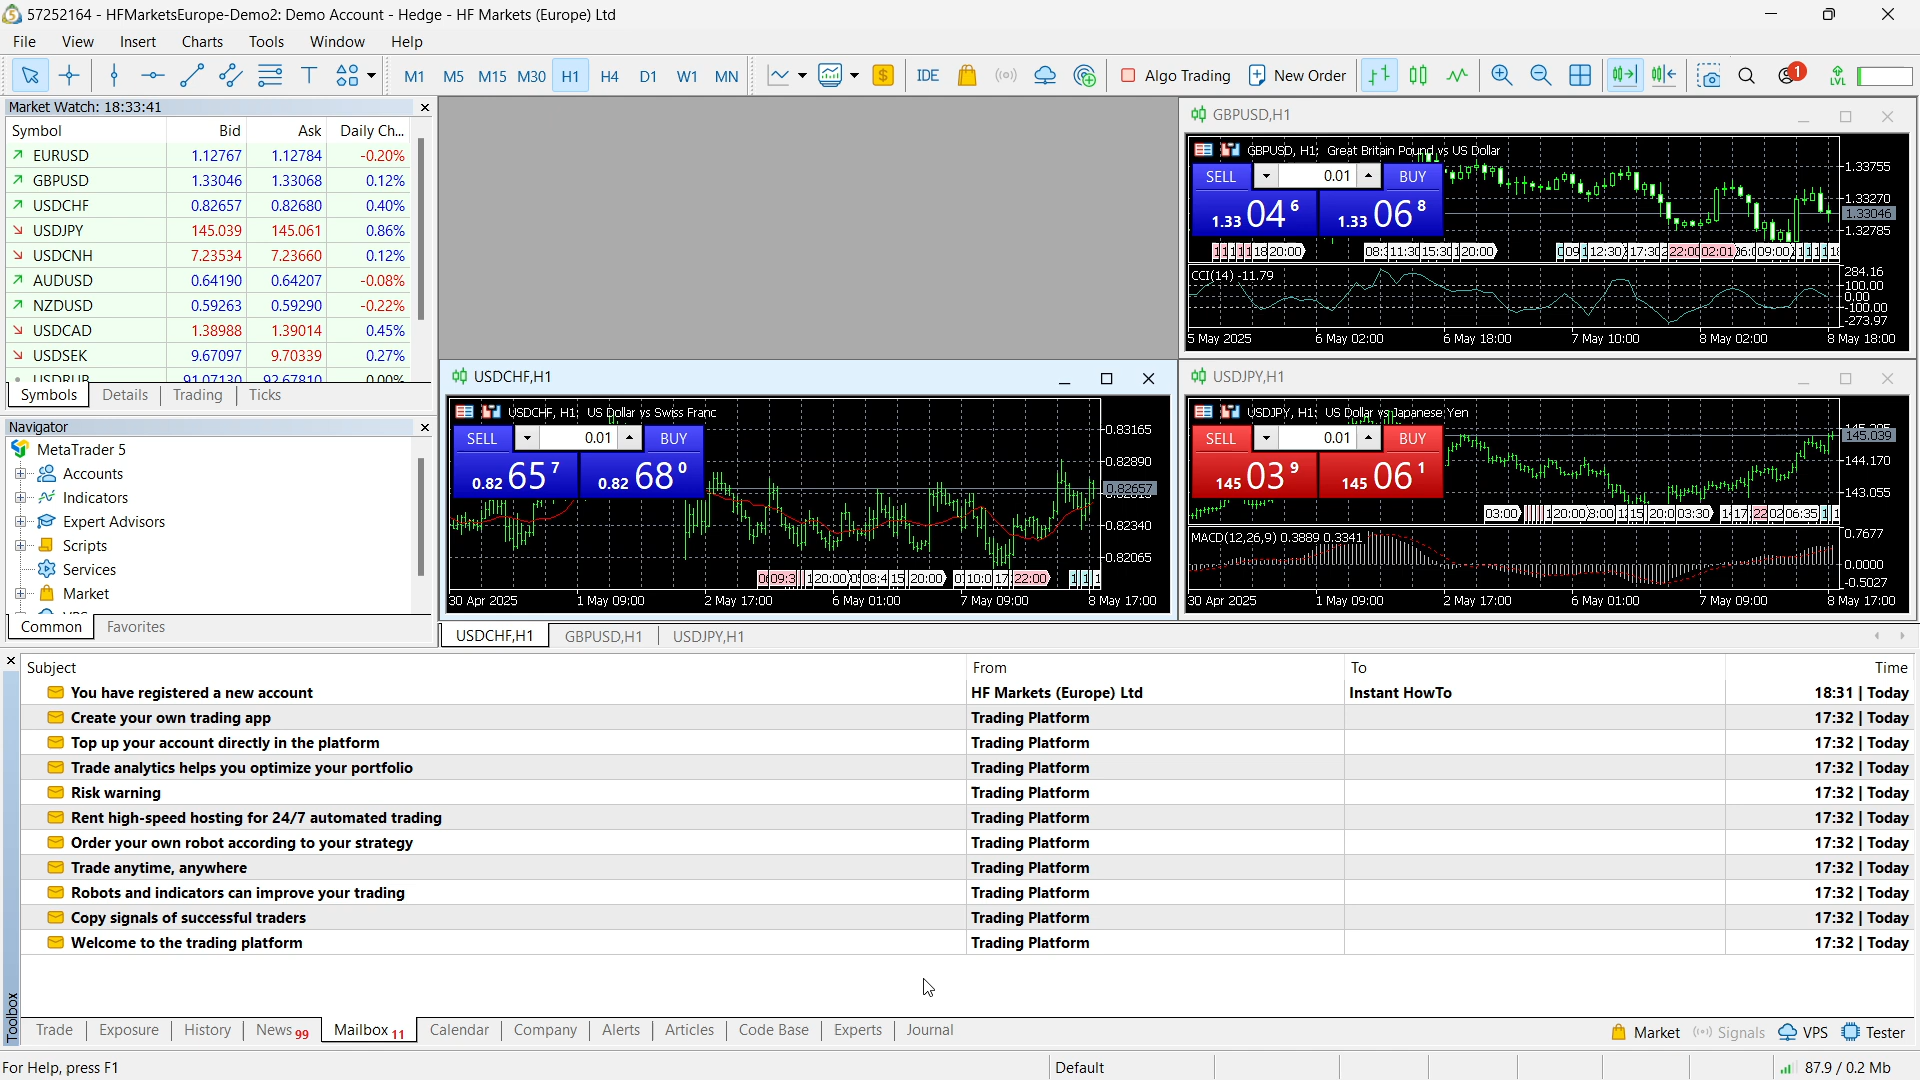 57252164 - HFMarketsEurope-Demo2: Demo Account - Hedge - HF Markets (Europe) Ltd
File View Insert Charts Tools Window Help
M1 M5 M15 M30 H1 H4 D1 W1 MN IDE Algo Trading New Order 1 LVL
Market Watch: 18:33:41
Symbol Bid Ask Daily Ch...
EURUSD 1.12767 1.12784 -0.20%
GBPUSD 1.33046 1.33068 0.12%
USDCHF 0.82657 0.82680 0.40%
USDJPY 145.039 145.061 0.86%
USDCNH 7.23534 7.23660 0.12%
AUDUSD 0.64190 0.64207 -0.08%
NZDUSD 0.59263 0.59290 -0.22%
USDCAD 1.38988 1.39014 0.45%
USDSEK 9.67097 9.70339 0.27%
USDRUB 91.07130 92.67810 0.00%
Symbols Details Trading Ticks
Navigator
MetaTrader 5
Accounts
Indicators
Expert Advisors
Scripts
Services
Market
VPS
Common Favorites
GBPUSD,H1
GBPUSD, H1: Great Britain Pound vs US Dollar
SELL 0.01 BUY
1.33 04 6 1.33 06 8
1.33755
1.33270
1.33046
1.32785
CCI(14) -11.79
284.16
100.00
0.00
-100.00
-273.97
5 May 2025 6 May 02:00 6 May 18:00 7 May 10:00 8 May 02:00 8 May 18:00
USDCHF,H1
USDCHF, H1: US Dollar vs Swiss Franc
SELL 0.01 BUY
0.82 65 7 0.82 68 0
0.83165
0.82890
0.82657
0.82340
0.82065
30 Apr 2025 1 May 09:00 2 May 17:00 6 May 01:00 7 May 09:00 8 May 17:00
USDJPY,H1
USDJPY, H1: US Dollar vs Japanese Yen
SELL 0.01 BUY
145 03 9 145 06 1
145.039
144.170
143.055
MACD(12,26,9) 0.3889 0.3341
0.7677
0.0000
-0.5027
30 Apr 2025 1 May 09:00 2 May 17:00 6 May 01:00 7 May 09:00 8 May 17:00
USDCHF,H1 GBPUSD,H1 USDJPY,H1
Subject From To Time
You have registered a new account HF Markets (Europe) Ltd Instant HowTo 18:31 | Today
Create your own trading app Trading Platform 17:32 | Today
Top up your account directly in the platform Trading Platform 17:32 | Today
Trade analytics helps you optimize your portfolio Trading Platform 17:32 | Today
Risk warning Trading Platform 17:32 | Today
Rent high-speed hosting for 24/7 automated trading Trading Platform 17:32 | Today
Order your own robot according to your strategy Trading Platform 17:32 | Today
Trade anytime, anywhere Trading Platform 17:32 | Today
Robots and indicators can improve your trading Trading Platform 17:32 | Today
Copy signals of successful traders Trading Platform 17:32 | Today
Welcome to the trading platform Trading Platform 17:32 | Today
Toolbox
Trade Exposure History News 99 Mailbox 11 Calendar Company Alerts Articles Code Base Experts Journal Market Signals VPS Tester
For Help, press F1 Default 87.9 / 0.2 Mb